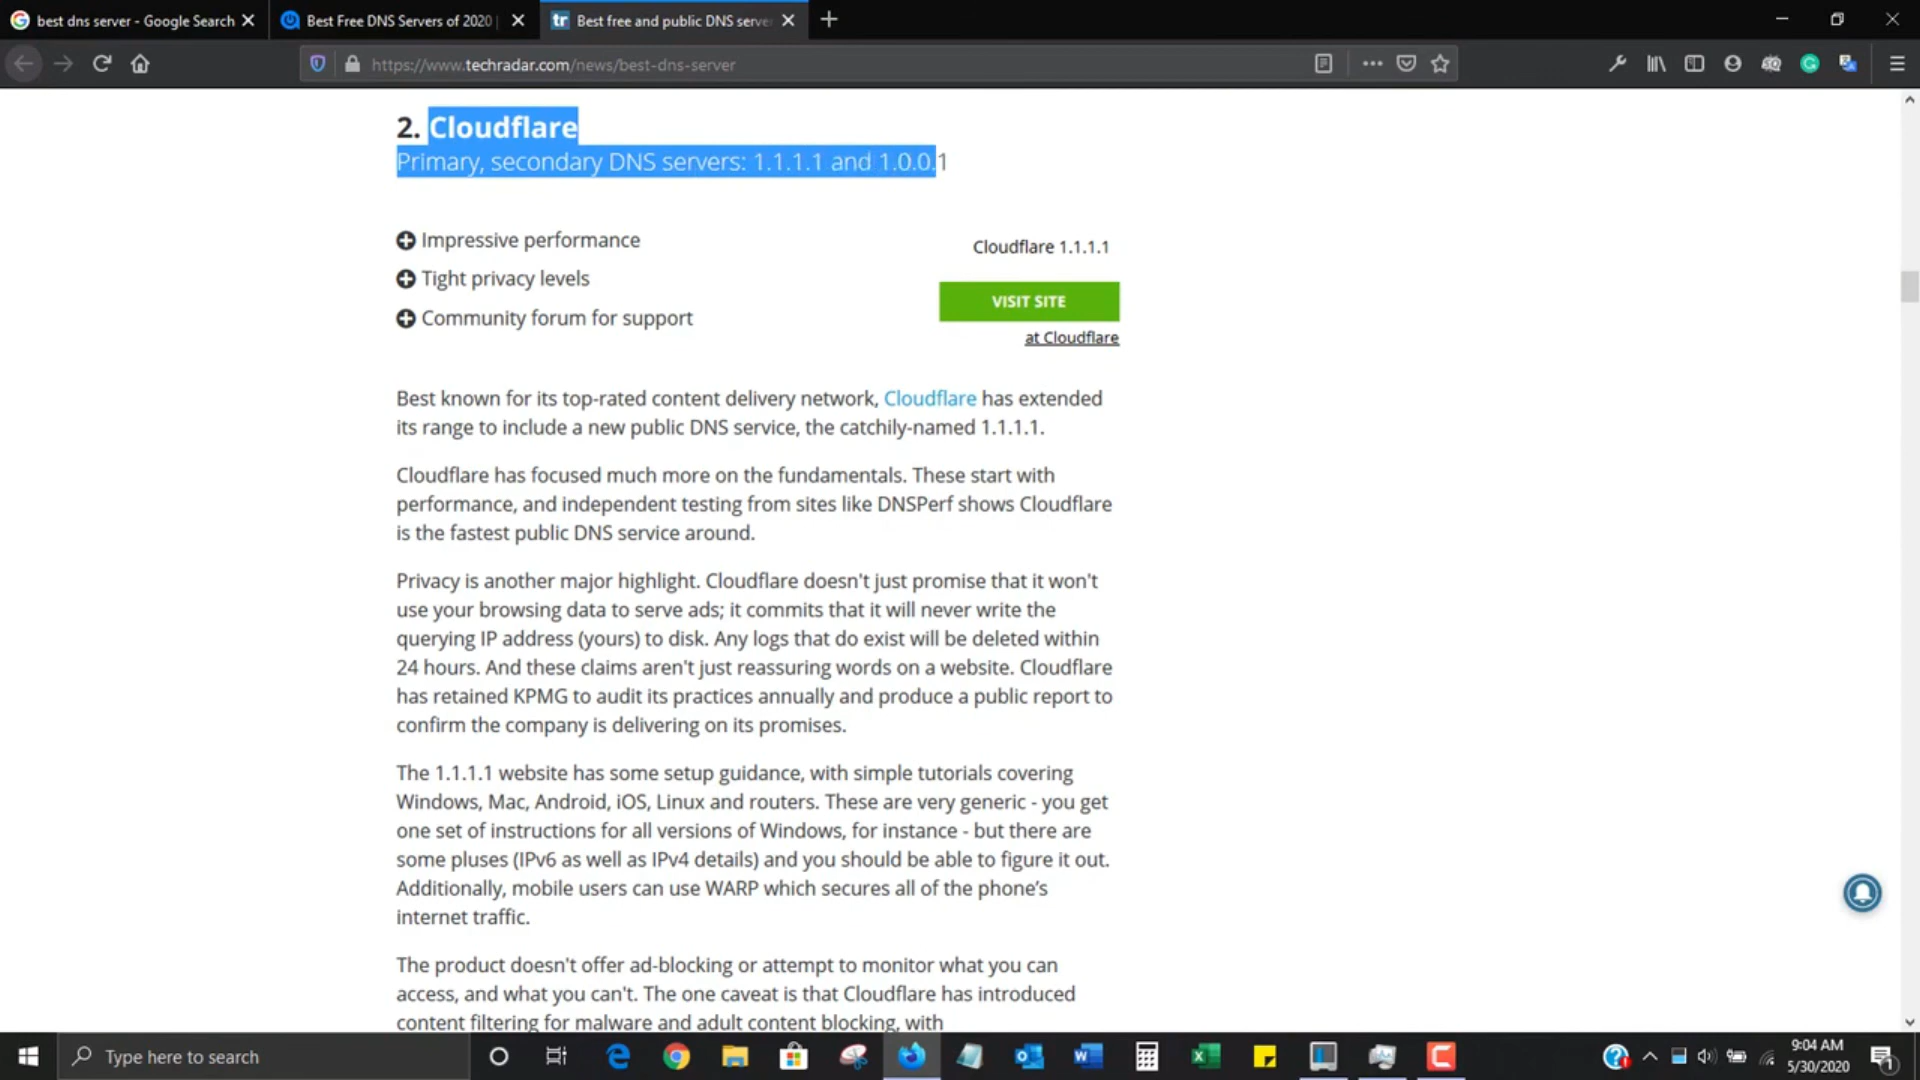 best dns server - Google Search
Best Free DNS Servers of 2020 |
tr Best free and public DNS serve
https://www.techradar.com/news/best-dns-server
2. Cloudflare
Primary, secondary DNS servers: 1.1.1.1 and 1.0.0.1
Impressive performance
Tight privacy levels
Community forum for support
Cloudflare 1.1.1.1
VISIT SITE
at Cloudflare
Best known for its top-rated content delivery network, Cloudflare has extended
its range to include a new public DNS service, the catchily-named 1.1.1.1.
Cloudflare has focused much more on the fundamentals. These start with
performance, and independent testing from sites like DNSPerf shows Cloudflare
is the fastest public DNS service around.
Privacy is another major highlight. Cloudflare doesn't just promise that it won't
use your browsing data to serve ads; it commits that it will never write the
querying IP address (yours) to disk. Any logs that do exist will be deleted within
24 hours. And these claims aren't just reassuring words on a website. Cloudflare
has retained KPMG to audit its practices annually and produce a public report to
confirm the company is delivering on its promises.
The 1.1.1.1 website has some setup guidance, with simple tutorials covering
Windows, Mac, Android, iOS, Linux and routers. These are very generic - you get
one set of instructions for all versions of Windows, for instance - but there are
some pluses (IPv6 as well as IPv4 details) and you should be able to figure it out.
Additionally, mobile users can use WARP which secures all of the phone’s
internet traffic.
The product doesn't offer ad-blocking or attempt to monitor what you can
access, and what you can't. The one caveat is that Cloudflare has introduced
content filtering for malware and adult content blocking, with
Type here to search
9:04 AM
5/30/2020